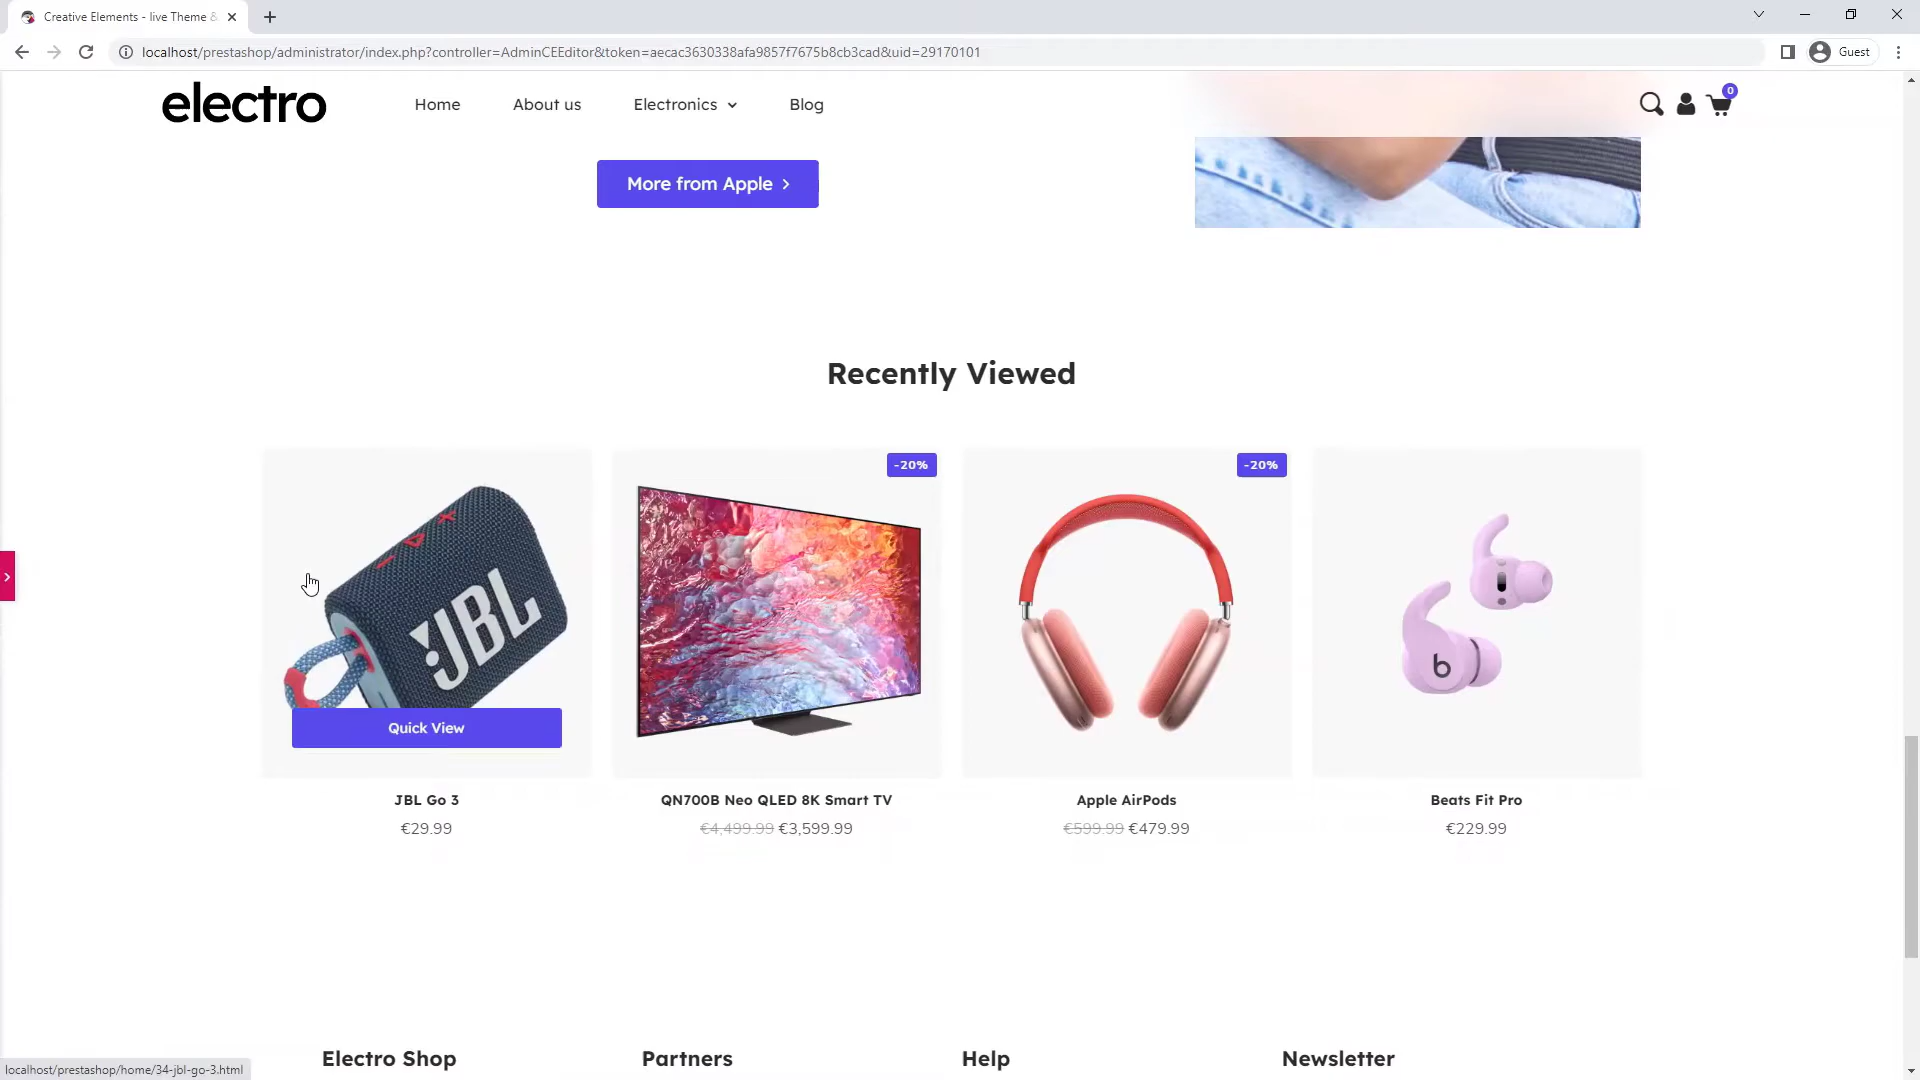 Creative Elements - live Theme &
localhost/prestashop/administrator/index.php?controller=AdminCEEditor&token=aecac3630338afa9857f7675b8cb3cad&uid=29170101
Guest
electro
Home
About us
Electronics
Blog
0
More from Apple
Recently Viewed
-20%
-20%
JBL
b
Quick View
JBL Go 3
QN700B Neo QLED 8K Smart TV
Apple AirPods
Beats Fit Pro
€29.99
€4,499.99 €3,599.99
€599.99 €479.99
€229.99
Electro Shop
Partners
Help
Newsletter
localhost/prestashop/home/34-jbl-go-3.html